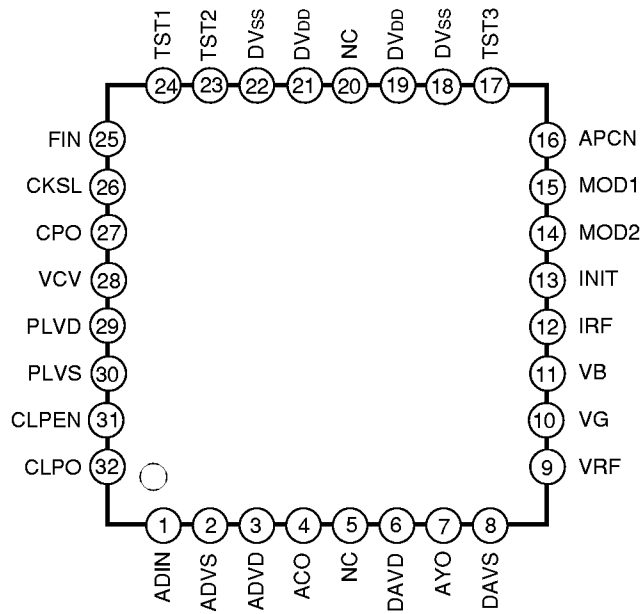 TST1 TST2 DVSS DVDD NC DVDD DVSS TST3
24 23 22 21 20 19 18 17
FIN 25 16 APCN
CKSL 26 15 MOD1
CPO 27 14 MOD2
VCV 28 13 INIT
PLVD 29 12 IRF
PLVS 30 11 VB
CLPEN 31 10 VG
CLPO 32 9 VRF
1 2 3 4 5 6 7 8
ADIN ADVS ADVD ACO NC DAVD AYO DAVS